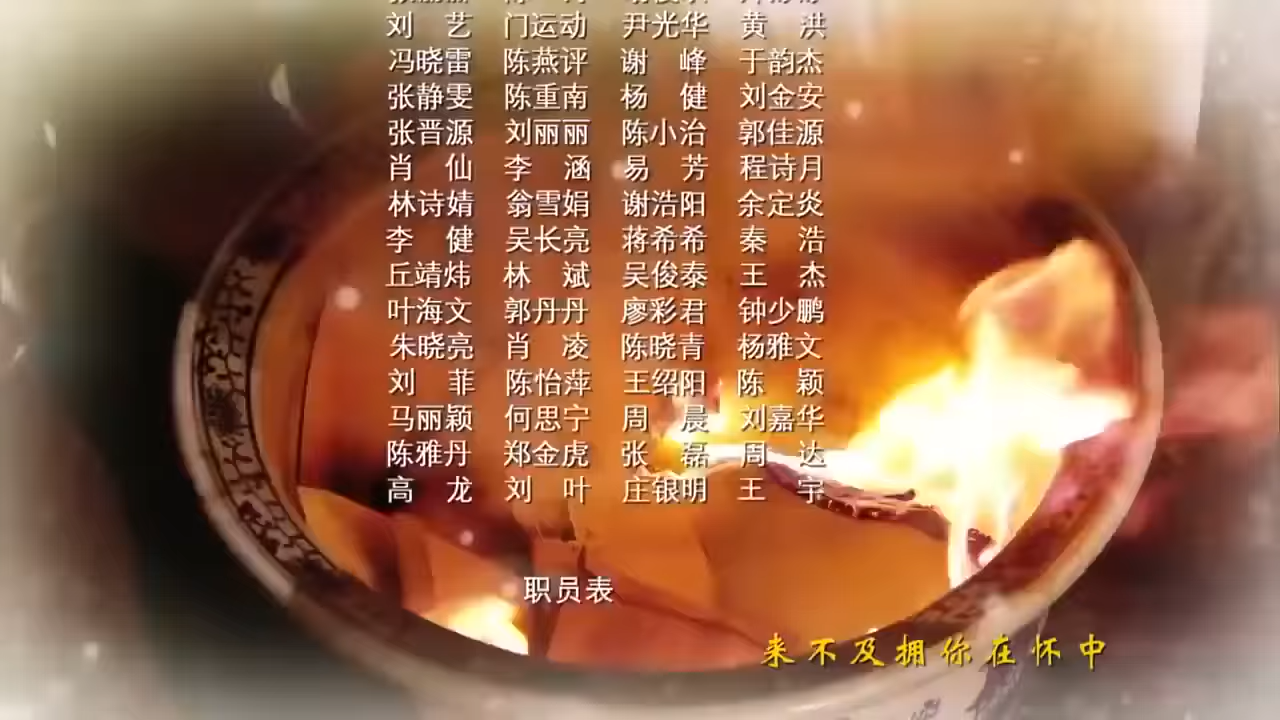 刘 艺 门运动 尹光华 黄 洪
冯晓雷 陈燕评 谢 峰 于韵杰
张静雯 陈重南 杨 健 刘金安
张晋源 刘丽丽 陈小治 郭佳源
肖 仙 李 涵 易 芳 程诗月
林诗婧 翁雪娟 谢浩阳 余定炎
李 健 吴长亮 蒋希希 秦 浩
丘靖炜 林 斌 吴俊泰 王 杰
叶海文 郭丹丹 廖彩君 钟少鹏
朱晓亮 肖 凌 陈晓青 杨雅文
刘 菲 陈怡萍 王绍阳 陈 颖
马丽颖 何思宁 周 晨 刘嘉华
陈雅丹 郑金虎 张 磊 周 达
高 龙 刘 叶 庄银明 王 宇
职员表
来不及拥你在怀中